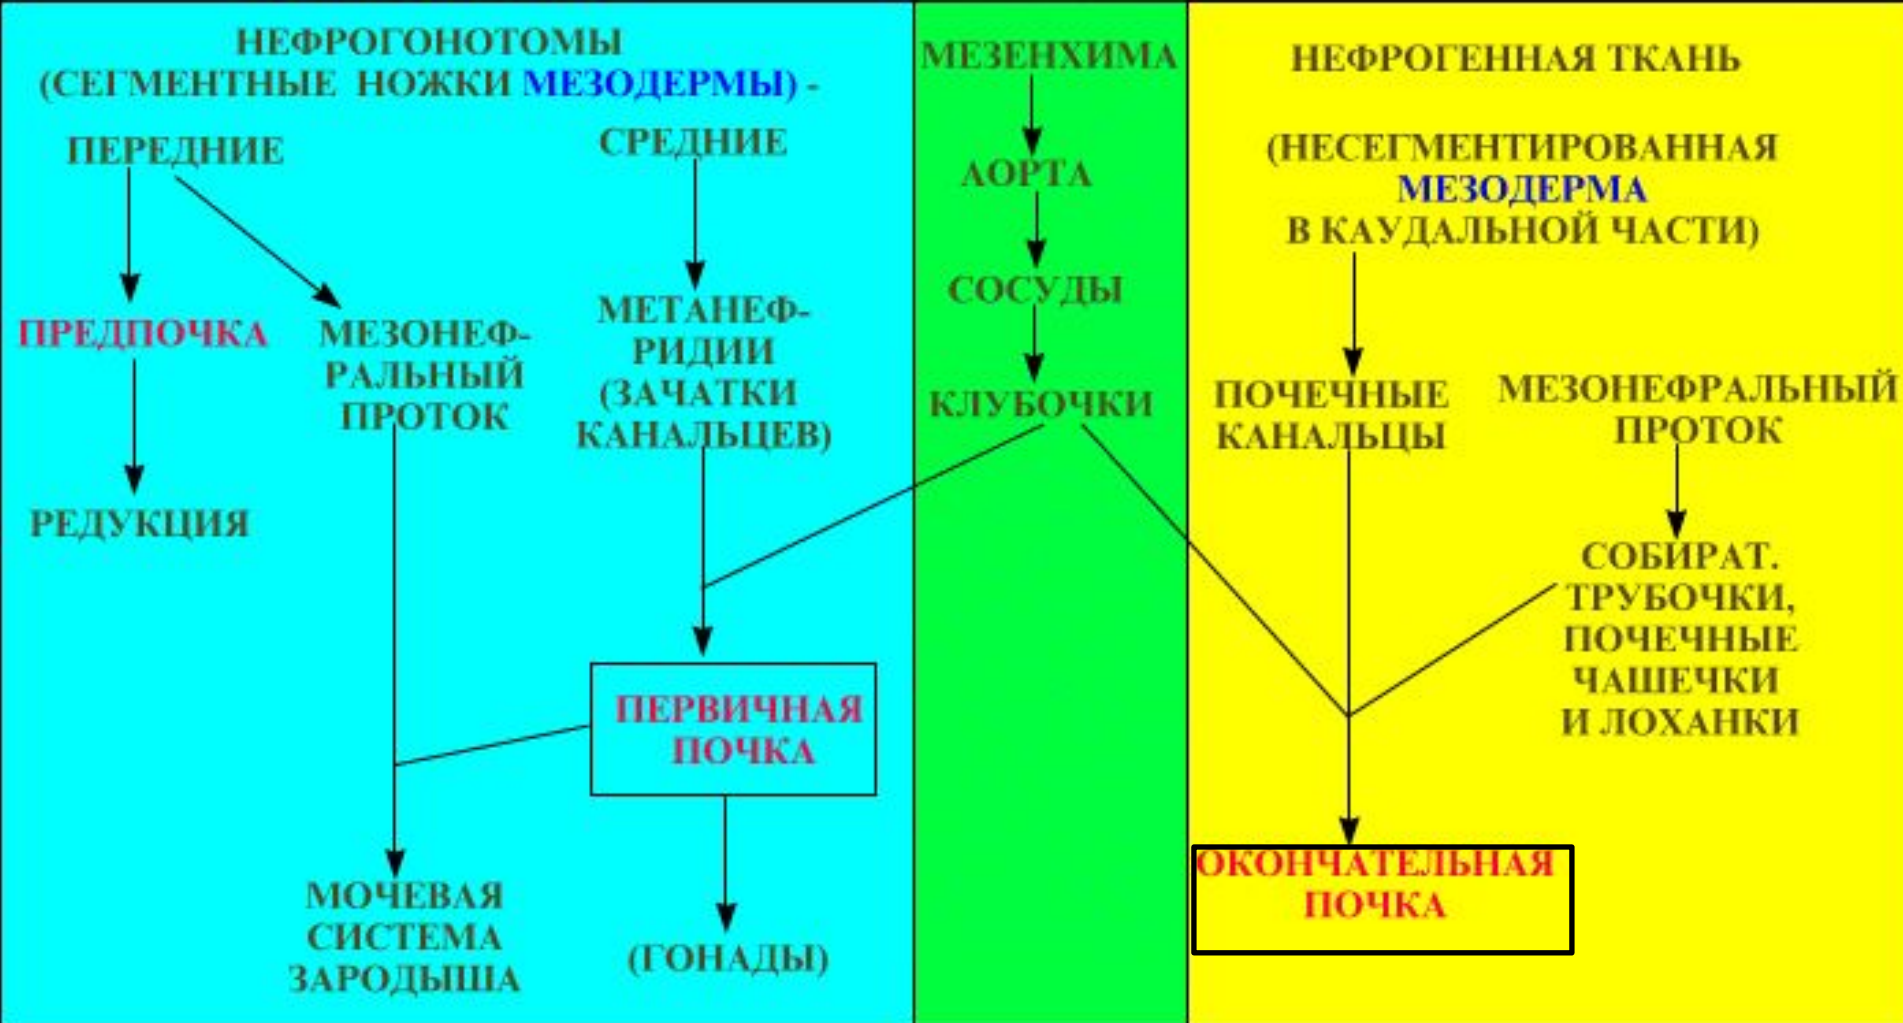 НЕФРОГОНОТОМЫ
(СЕГМЕНТНЫЕ НОЖКИ МЕЗОДЕРМЫ) -
ПЕРЕДНИЕ
СРЕДНИЕ
ПРЕДПОЧКА
МЕЗОНЕФ-
РАЛЬНЫЙ
ПРОТОК
МЕТАНЕФ-
РИДИИ
(ЗАЧАТКИ
КАНАЛЬЦЕВ)
РЕДУКЦИЯ
ПЕРВИЧНАЯ
ПОЧКА
МОЧЕВАЯ
СИСТЕМА
ЗАРОДЫША
(ГОНАДЫ)
МЕЗЕНХИМА
АОРТА
СОСУДЫ
КЛУБОЧКИ
НЕФРОГЕННАЯ ТКАНЬ
(НЕСЕГМЕНТИРОВАННАЯ
МЕЗОДЕРМА
В КАУДАЛЬНОЙ ЧАСТИ)
ПОЧЕЧНЫЕ
КАНАЛЬЦЫ
МЕЗОНЕФРАЛЬНЫЙ
ПРОТОК
СОБИРАТ.
ТРУБОЧКИ,
ПОЧЕЧНЫЕ
ЧАШЕЧКИ
И ЛОХАНКИ
ОКОНЧАТЕЛЬНАЯ
ПОЧКА